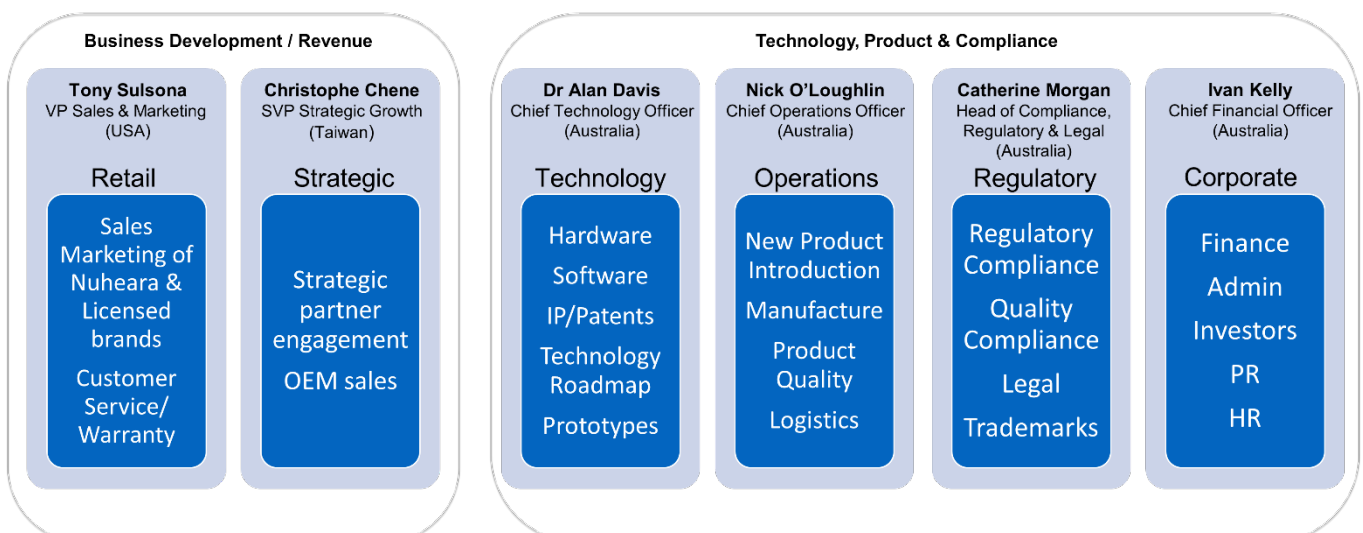 Business Development / Revenue
Tony Sulsona
VP Sales & Marketing
(USA)
Retail
Sales
Marketing of
Nuheara &
Licensed
brands
Customer
Service/
Warranty
Christophe Chene
SVP Strategic Growth
(Taiwan)
Strategic
Strategic
partner
engagement
OEM sales
Technology, Product & Compliance
Dr Alan Davis
Chief Technology Officer
(Australia)
Technology
Hardware
Software
IP/Patents
Technology
Roadmap
Prototypes
Nick O’Loughlin
Chief Operations Officer
(Australia)
Operations
New Product
Introduction
Manufacture
Product
Quality
Logistics
Catherine Morgan
Head of Compliance,
Regulatory & Legal
(Australia)
Regulatory
Regulatory
Compliance
Quality
Compliance
Legal
Trademarks
Ivan Kelly
Chief Financial Officer
(Australia)
Corporate
Finance
Admin
Investors
PR
HR